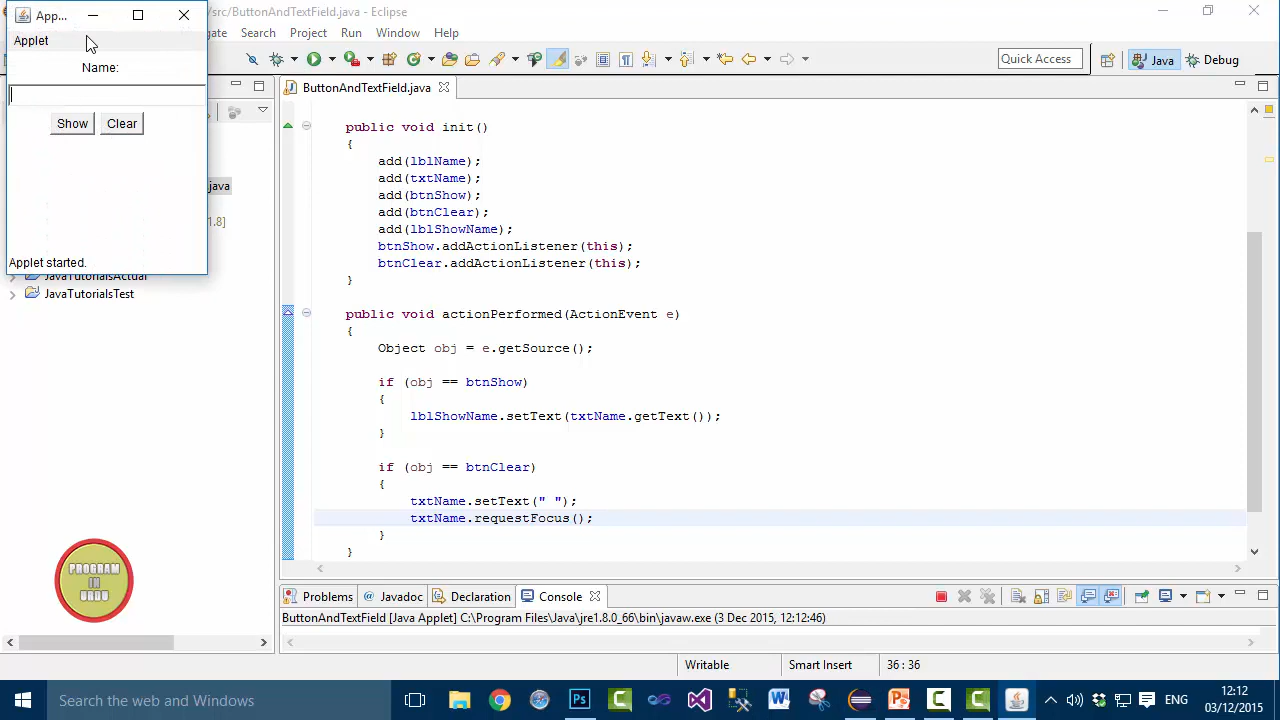 App...
/src/ButtonAndTextField.java - Eclipse
Applet
gate Search Project Run Window Help
Name:
Quick Access
Java
Debug
ButtonAndTextField.java
Show Clear
.java
1.8]
Applet started.
JavaTutorialsActual
JavaTutorialsTest
public void init()
{
add(lblName);
add(txtName);
add(btnShow);
add(btnClear);
add(lblShowName);
btnShow.addActionListener(this);
btnClear.addActionListener(this);
}
public void actionPerformed(ActionEvent e)
{
Object obj = e.getSource();
if (obj == btnShow)
{
lblShowName.setText(txtName.getText());
}
if (obj == btnClear)
{
txtName.setText(" ");
txtName.requestFocus();
}
}
PROGRAM
IN
Problems @ Javadoc Declaration Console
ButtonAndTextField [Java Applet] C:\Program Files\Java\jre1.8.0_66\bin\javaw.exe (3 Dec 2015, 12:12:46)
Writable Smart Insert 36 : 36
Search the web and Windows
ENG
12:12
03/12/2015